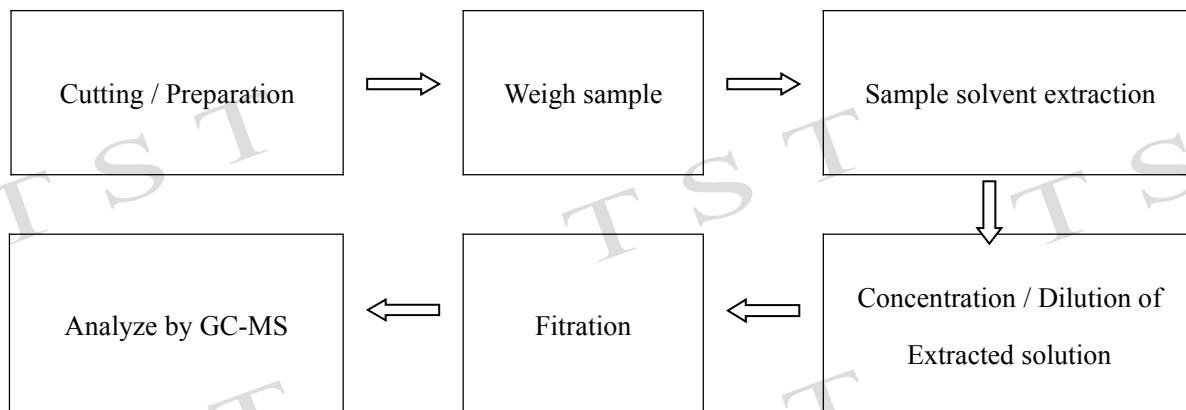 Cutting / Preparation
Weigh sample
Sample solvent extraction
Concentration / Dilution of
Extracted solution
Fitration
Analyze by GC-MS
T S T
T S T
T S
T
T